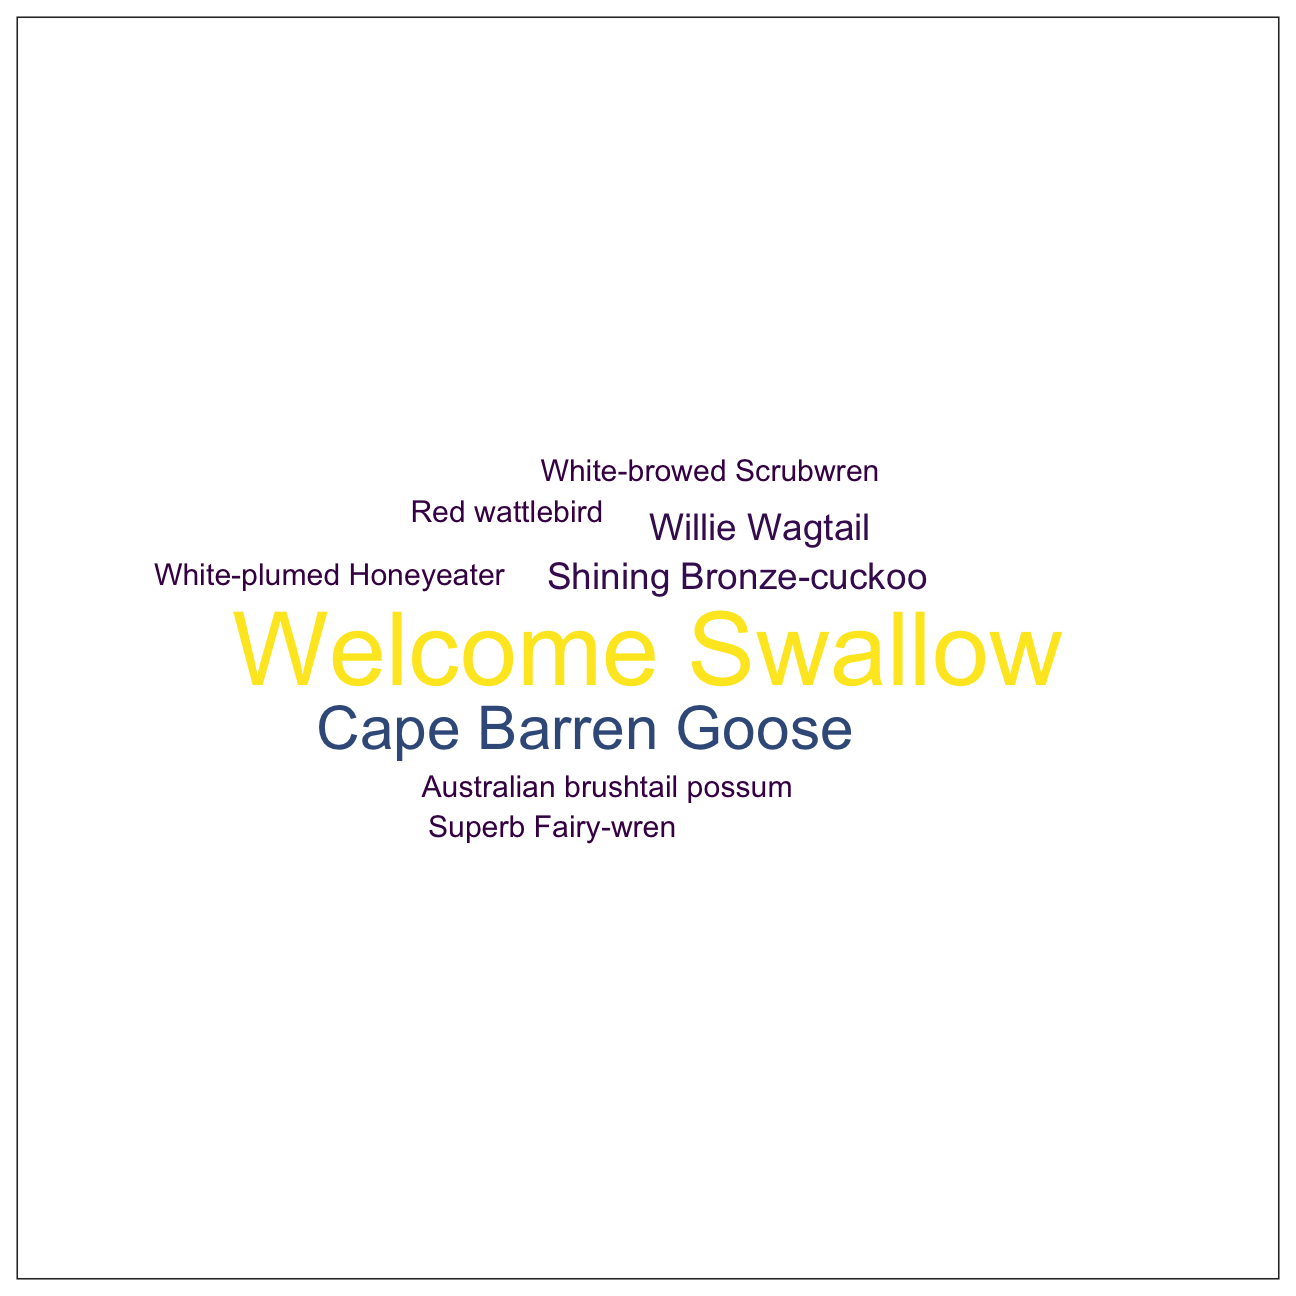 White-browed Scrubwren
Red wattlebird
Willie Wagtail
White-plumed Honeyeater
Shining Bronze-cuckoo
Welcome Swallow
Cape Barren Goose
Australian brushtail possum
Superb Fairy-wren